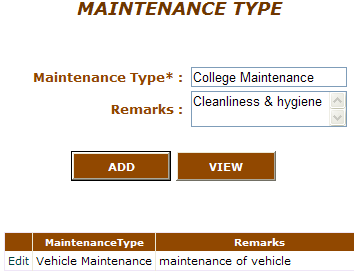 MAINTENANCE TYPE
Maintenance Type* : College Maintenance
Remarks : Cleanliness & hygiene
ADD VIEW
MaintenanceType Remarks
Edit Vehicle Maintenance maintenance of vehicle